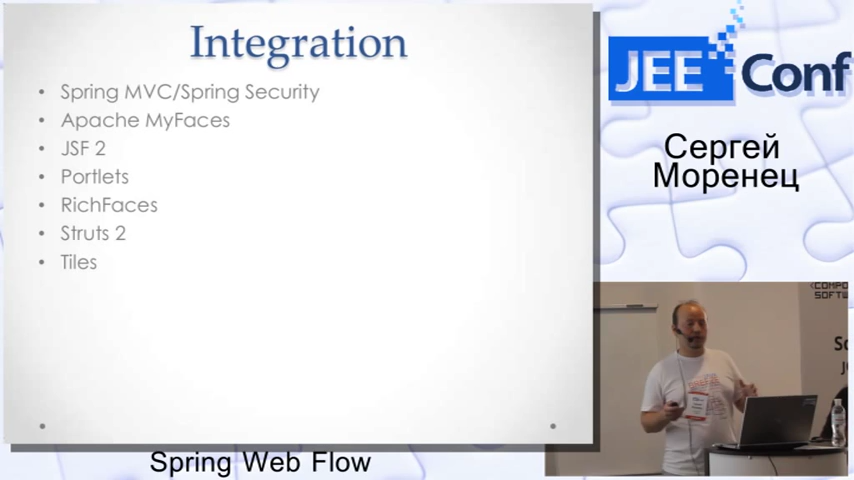 Integration
• Spring MVC/Spring Security
• Apache MyFaces
• JSF 2
• Portlets
• RichFaces
• Struts 2
• Tiles
JEE Conf
Сергей
Моренец
Spring Web Flow